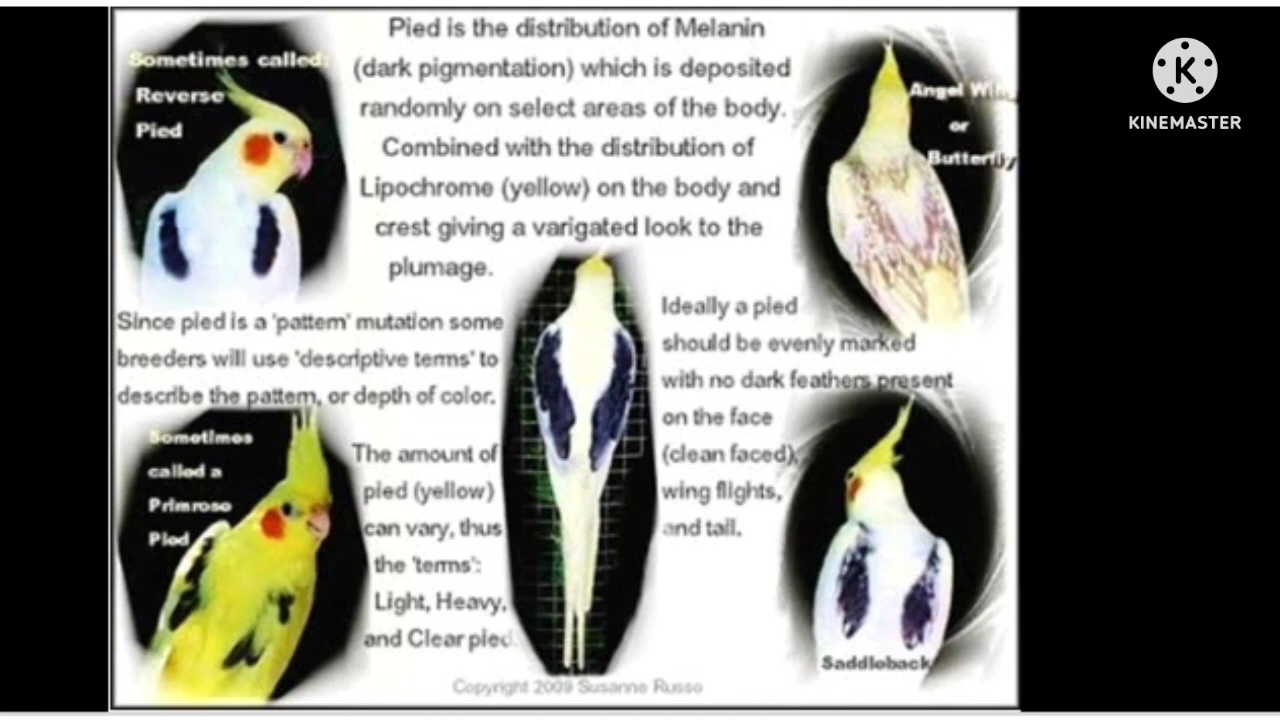 Pied is the distribution of Melanin
(dark pigmentation) which is deposited
randomly on select areas of the body.
Combined with the distribution of
Lipochrome (yellow) on the body and
crest giving a varigated look to the
plumage.
Sometimes called:
Reverse
Pied
Angel Wing
or
Butterfly
KINEMASTER
Since pied is a 'pattern' mutation some
breeders will use 'descriptive terms' to
describe the pattern, or depth of color.
Ideally a pied
should be evenly marked
with no dark feathers present
on the face
(clean faced),
wing flights,
and tail.
Sometimes
called a
Primrose
Pied
The amount of
pied (yellow)
can vary, thus
the 'terms':
Light, Heavy,
and Clear pied.
Saddleback
Copyright 2009 Susanne Russo